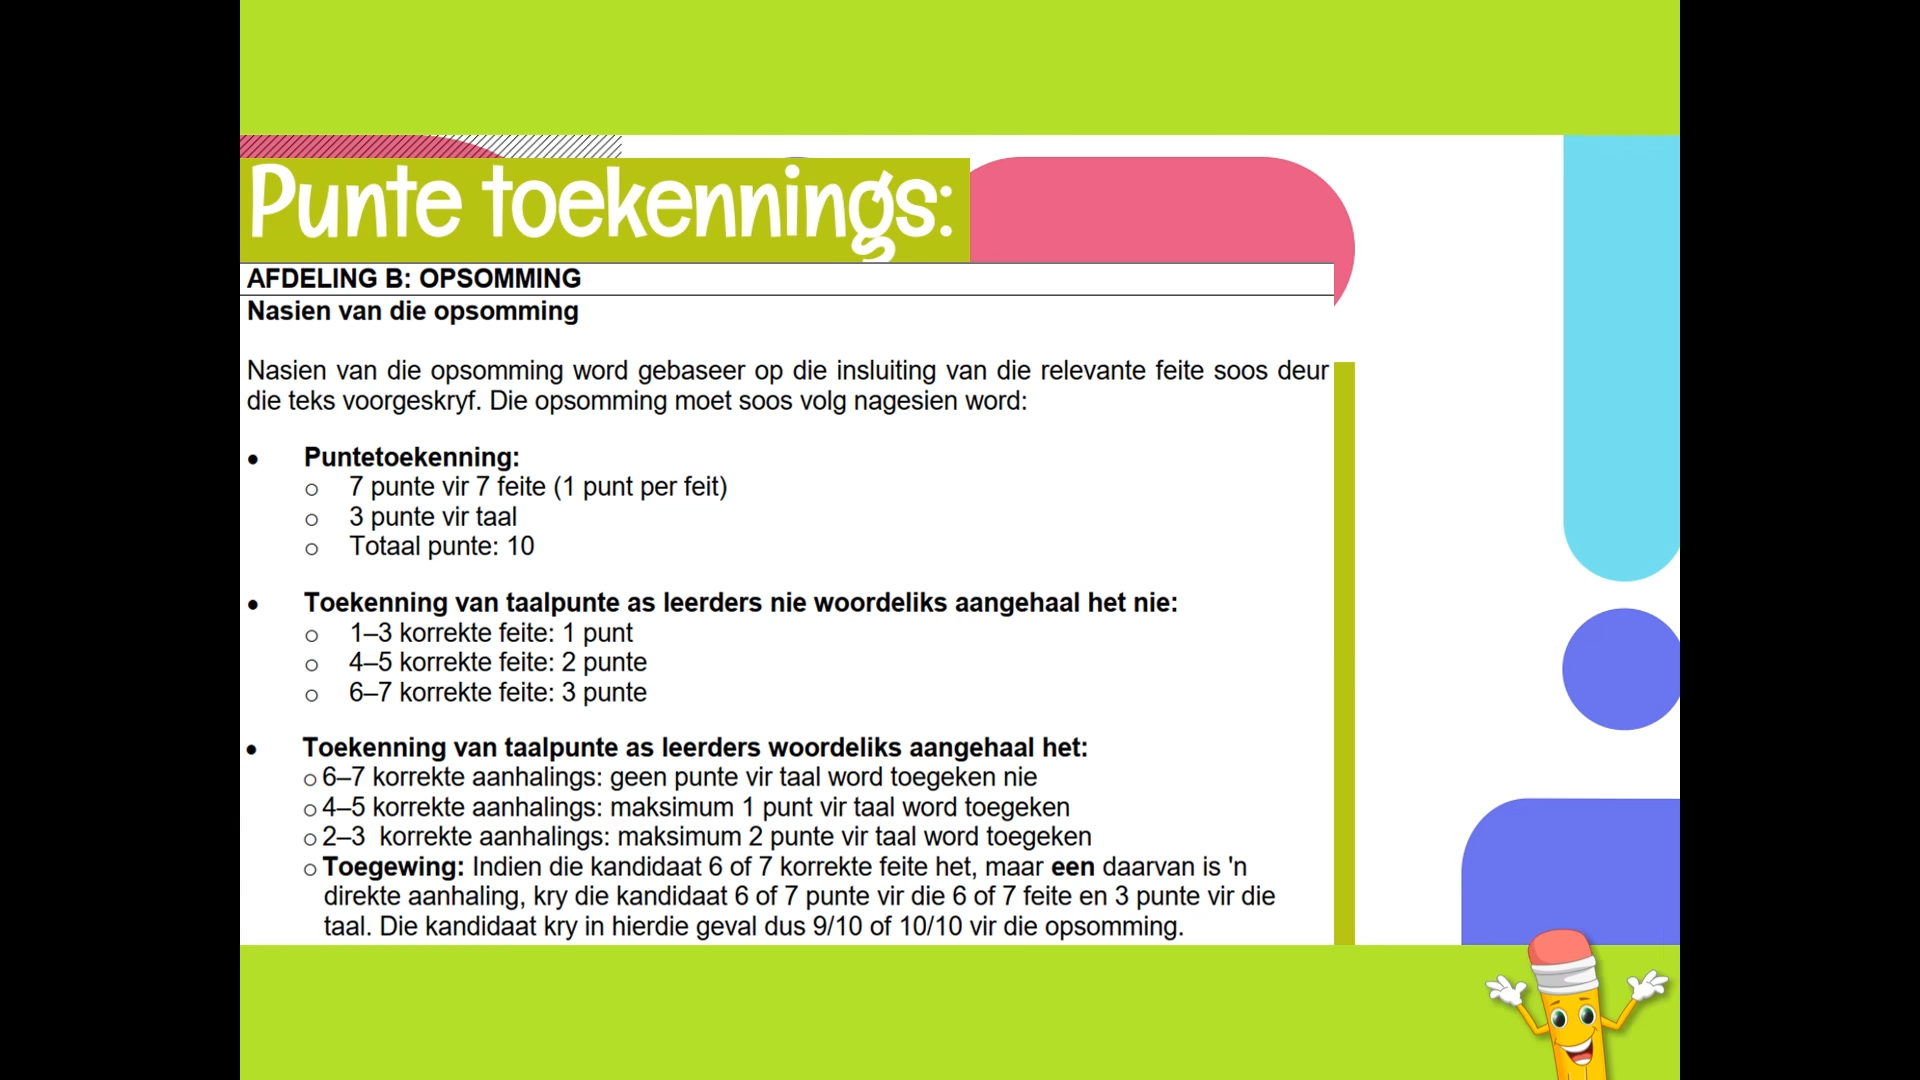 Punte toekennings:
AFDELING B: OPSOMMING
Nasien van die opsomming
Nasien van die opsomming word gebaseer op die insluiting van die relevante feite soos deur
die teks voorgeskryf. Die opsomming moet soos volg nagesien word:
• Puntetoekenning:
o 7 punte vir 7 feite (1 punt per feit)
o 3 punte vir taal
o Totaal punte: 10
• Toekenning van taalpunte as leerders nie woordeliks aangehaal het nie:
o 1–3 korrekte feite: 1 punt
o 4–5 korrekte feite: 2 punte
o 6–7 korrekte feite: 3 punte
• Toekenning van taalpunte as leerders woordeliks aangehaal het:
o 6–7 korrekte aanhalings: geen punte vir taal word toegeken nie
o 4–5 korrekte aanhalings: maksimum 1 punt vir taal word toegeken
o 2–3 korrekte aanhalings: maksimum 2 punte vir taal word toegeken
o Toegewing: Indien die kandidaat 6 of 7 korrekte feite het, maar een daarvan is 'n
direkte aanhaling, kry die kandidaat 6 of 7 punte vir die 6 of 7 feite en 3 punte vir die
taal. Die kandidaat kry in hierdie geval dus 9/10 of 10/10 vir die opsomming.